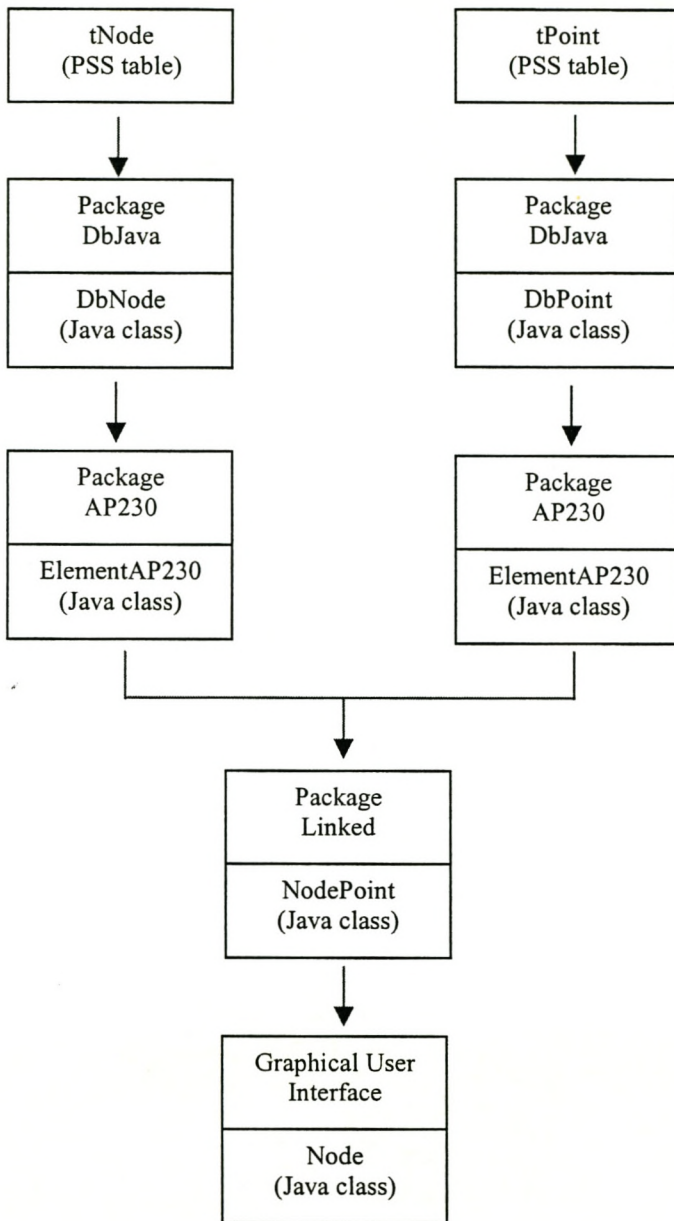 tNode
(PSS table)
tPoint
(PSS table)
Package
DbJava
DbNode
(Java class)
Package
DbJava
DbPoint
(Java class)
Package
AP230
ElementAP230
(Java class)
Package
AP230
ElementAP230
(Java class)
Package
Linked
NodePoint
(Java class)
Graphical User
Interface
Node
(Java class)